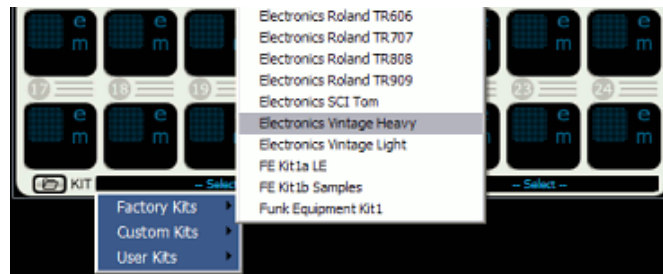 e e e e e
m m m m m
Electronics Roland TR606
Electronics Roland TR707
Electronics Roland TR808
Electronics Roland TR909
Electronics SCI Tom
Electronics Vintage Heavy
Electronics Vintage Light
FE Kit1a LE
FE Kit1b Samples
Funk Equipment Kit1
17 18 19 23 24
e e e e
m m m m m
KIT -- Selec -- Select --
Factory Kits
Custom Kits
User Kits